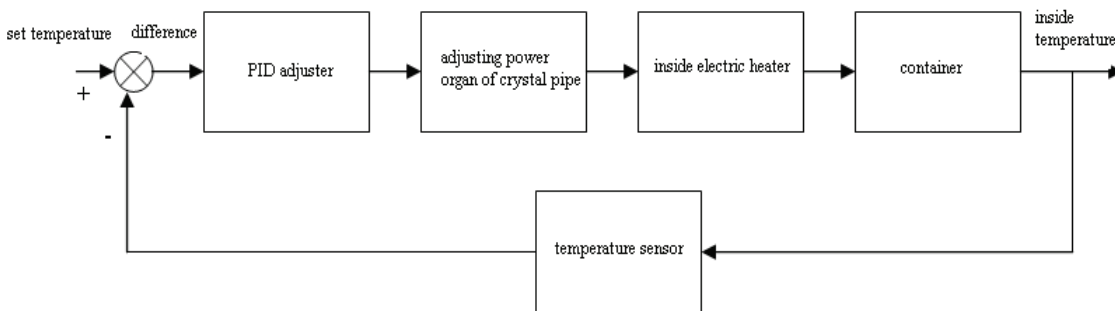 set temperature
difference
PID adjuster
adjusting power
organ of crystal pipe
inside electric heater
container
inside
temperature
+
-
temperature sensor